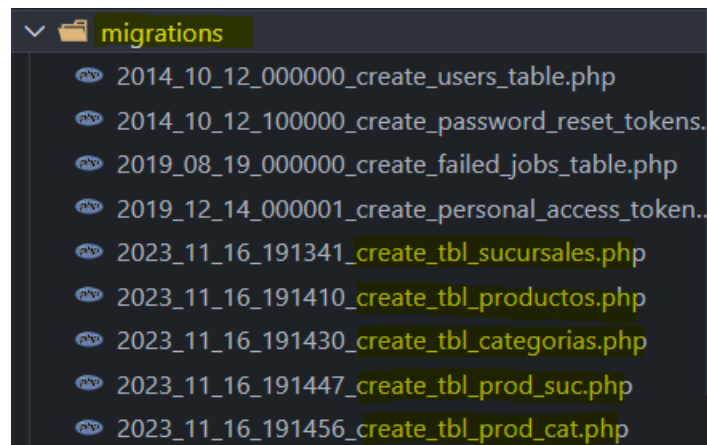 migrations
2014_10_12_000000_create_users_table.php
2014_10_12_100000_create_password_reset_tokens.
2019_08_19_000000_create_failed_jobs_table.php
2019_12_14_000001_create_personal_access_token...
2023_11_16_191341_create_tbl_sucursales.php
2023_11_16_191410_create_tbl_productos.php
2023_11_16_191430_create_tbl_categorias.php
2023_11_16_191447_create_tbl_prod_suc.php
2023_11_16_191456_create_tbl_prod_cat.php